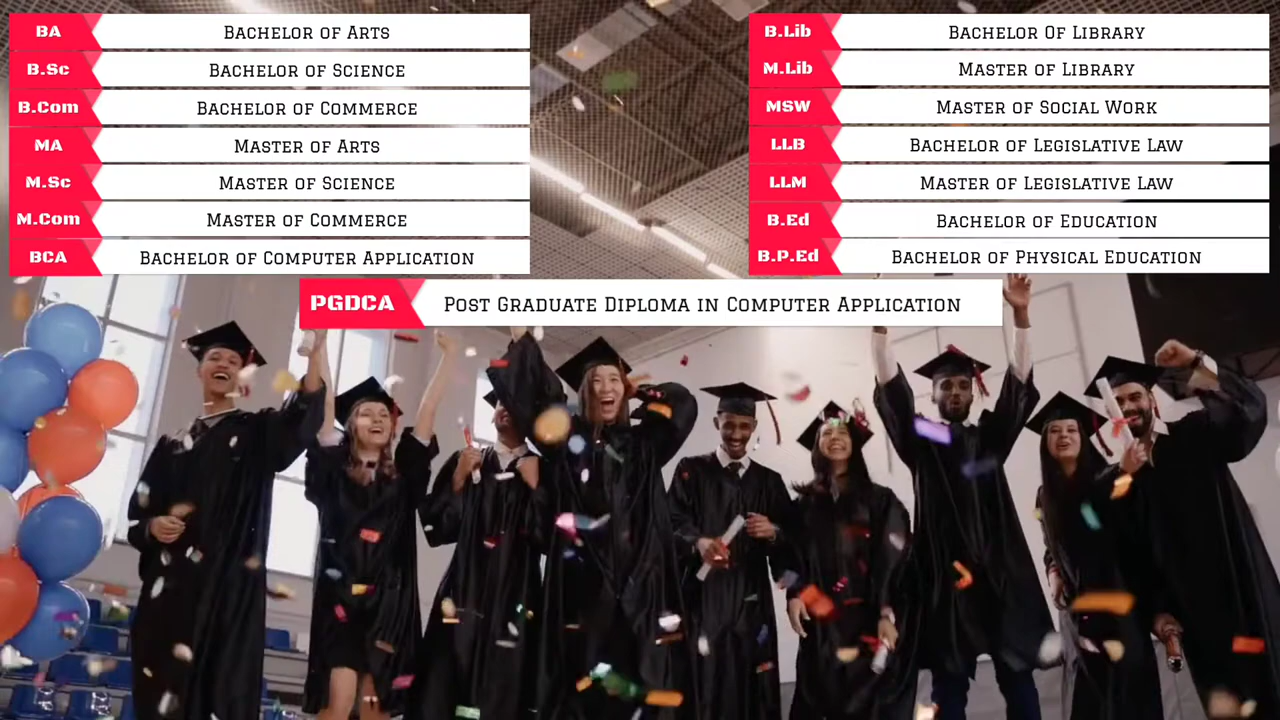 BA Bachelor of Arts
B.Sc Bachelor of Science
B.Com Bachelor of Commerce
MA Master of Arts
M.Sc Master of Science
M.Com Master of Commerce
BCA Bachelor of Computer Application
B.Lib Bachelor Of Library
M.Lib Master of Library
MSW Master of Social Work
LLB Bachelor of Legislative Law
LLM Master of Legislative Law
B.Ed Bachelor of Education
B.P.Ed Bachelor of Physical Education
PGDCA Post Graduate Diploma in Computer Application